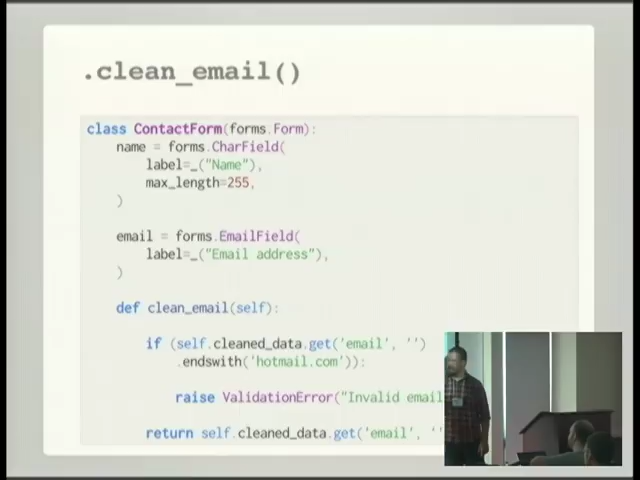 .clean_email()
class ContactForm(forms.Form):
name = forms.CharField(
label=_("Name"),
max_length=255,
)
email = forms.EmailField(
label=_("Email address"),
)
def clean_email(self):
if (self.cleaned_data.get('email', '')
.endswith('hotmail.com')):
raise ValidationError("Invalid email
return self.cleaned_data.get('email', ''